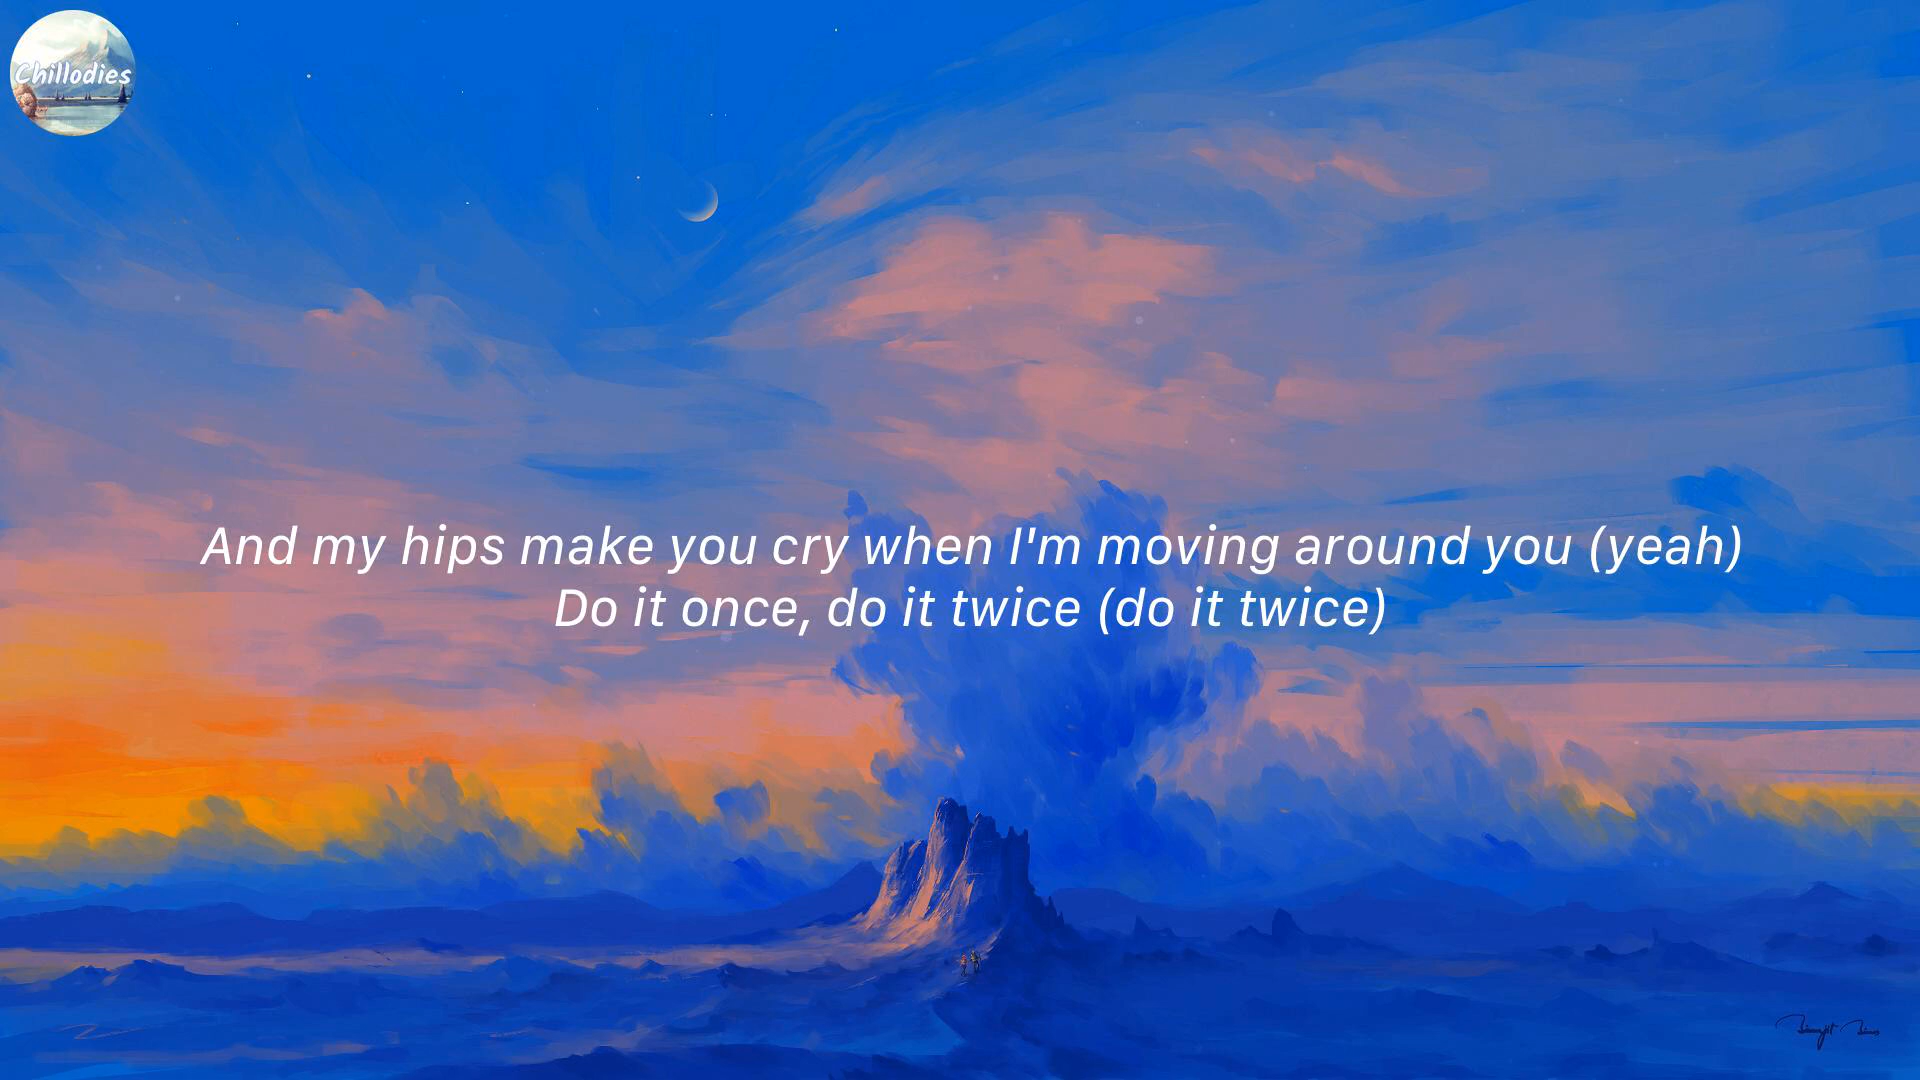 Chillodies
And my hips make you cry when I'm moving around you (yeah)
Do it once, do it twice (do it twice)